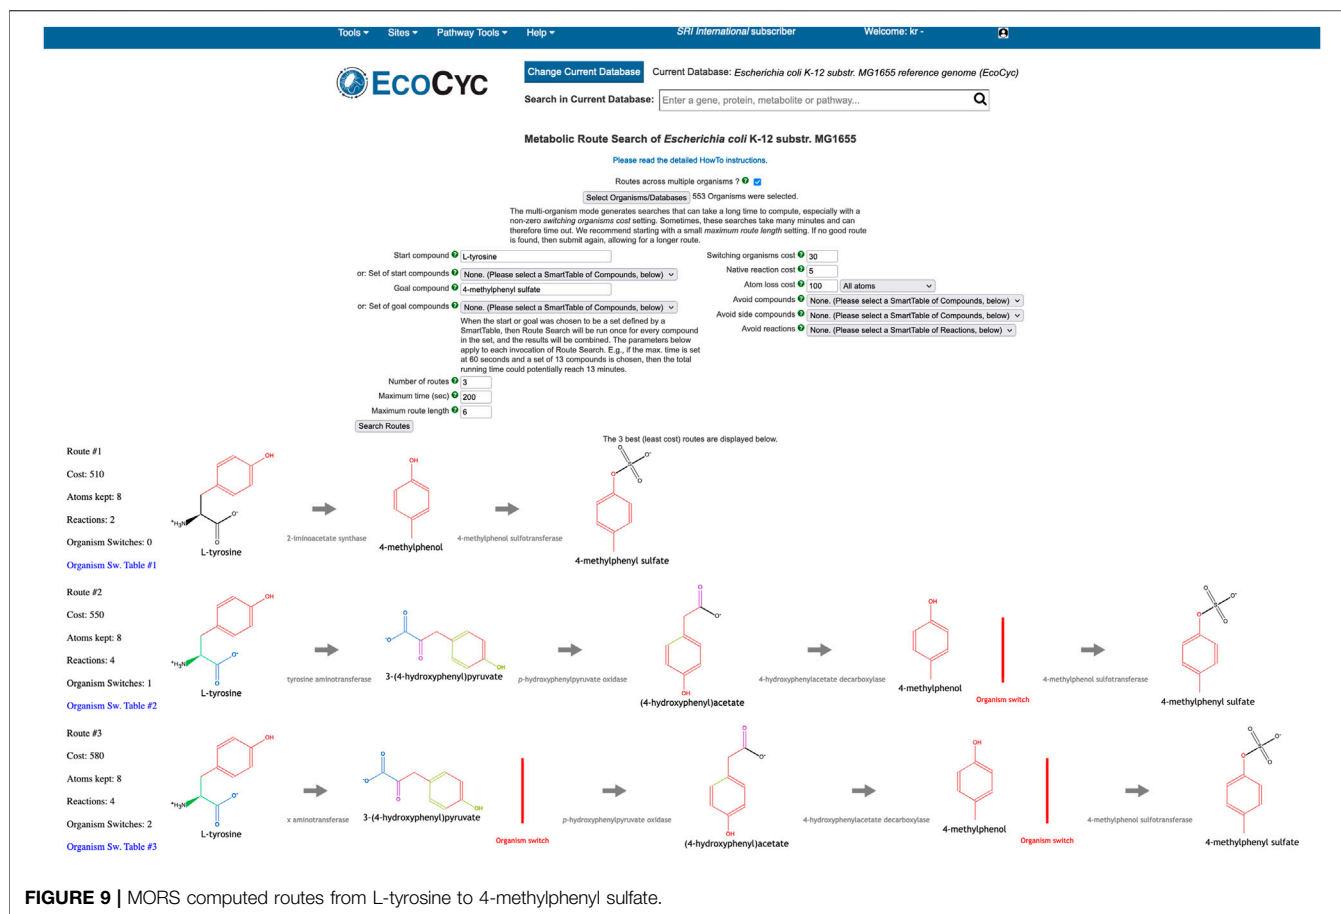 Tools ▾ Sites ▾ Pathway Tools ▾ Help ▾ SRI International subscriber Welcome: kr -
ECOCYC
Change Current Database Current Database: Escherichia coli K-12 substr. MG1655 reference genome (EcoCyc)
Search in Current Database: Enter a gene, protein, metabolite or pathway...
Metabolic Route Search of Escherichia coli K-12 substr. MG1655
Please read the detailed HowTo instructions.
Routes across multiple organisms ?
Select Organisms/Databases 553 Organisms were selected.
The multi-organism mode generates searches that can take a long time to compute, especially with a
non-zero switching organisms cost setting. Sometimes, these searches take many minutes and can
therefore time out. We recommend starting with a small maximum route length setting. If no good route
is found, then submit again, allowing for a longer route.
Start compound L-tyrosine
or: Set of start compounds None. (Please select a SmartTable of Compounds, below)
Goal compound 4-methylphenyl sulfate
or: Set of goal compounds None. (Please select a SmartTable of Compounds, below)
When the start or goal was chosen to be a set defined by a
SmartTable, then Route Search will be run once for every compound
in the set, and the results will be combined. The parameters below
apply to each invocation of Route Search. E.g., if the max. time is set
at 60 seconds and a set of 13 compounds is chosen, then the total
running time could potentially reach 13 minutes.
Number of routes 3
Maximum time (sec) 200
Maximum route length 6
Search Routes
Switching organisms cost 30
Native reaction cost 5
Atom loss cost 100 All atoms
Avoid compounds None. (Please select a SmartTable of Compounds, below)
Avoid side compounds None. (Please select a SmartTable of Compounds, below)
Avoid reactions None. (Please select a SmartTable of Reactions, below)
The 3 best (least cost) routes are displayed below.
Route #1
Cost: 510
Atoms kept: 8
Reactions: 2
Organism Switches: 0
Organism Sw. Table #1
OH
⁺H₃N
O⁻
O
L-tyrosine
2-iminoacetate synthase
OH
4-methylphenol
4-methylphenol sulfotransferase
O
O⁻
S
O
O
4-methylphenyl sulfate
Route #2
Cost: 550
Atoms kept: 8
Reactions: 4
Organism Switches: 1
Organism Sw. Table #2
OH
⁺H₃N
O⁻
O
L-tyrosine
tyrosine aminotransferase
O
⁻O
O
OH
3-(4-hydroxyphenyl)pyruvate
p-hydroxyphenylpyruvate oxidase
O
O⁻
OH
(4-hydroxyphenyl)acetate
4-hydroxyphenylacetate decarboxylase
OH
4-methylphenol
Organism switch
4-methylphenol sulfotransferase
O
O⁻
S
O
O
4-methylphenyl sulfate
Route #3
Cost: 580
Atoms kept: 8
Reactions: 4
Organism Switches: 2
Organism Sw. Table #3
OH
⁺H₃N
O⁻
O
L-tyrosine
x aminotransferase
O
⁻O
O
OH
3-(4-hydroxyphenyl)pyruvate
Organism switch
p-hydroxyphenylpyruvate oxidase
O
O⁻
OH
(4-hydroxyphenyl)acetate
4-hydroxyphenylacetate decarboxylase
OH
4-methylphenol
Organism switch
4-methylphenol sulfotransferase
O
O⁻
S
O
O
4-methylphenyl sulfate
FIGURE 9 | MORS computed routes from L-tyrosine to 4-methylphenyl sulfate.